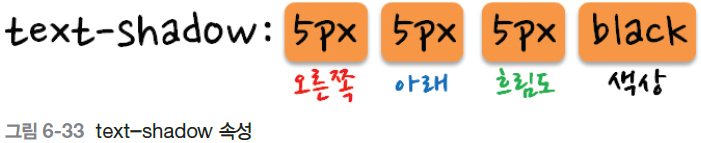 text-shadow: 5px 5px 5px black
오른쪽 아래 흐림도 색상
그림 6-33 text-shadow 속성